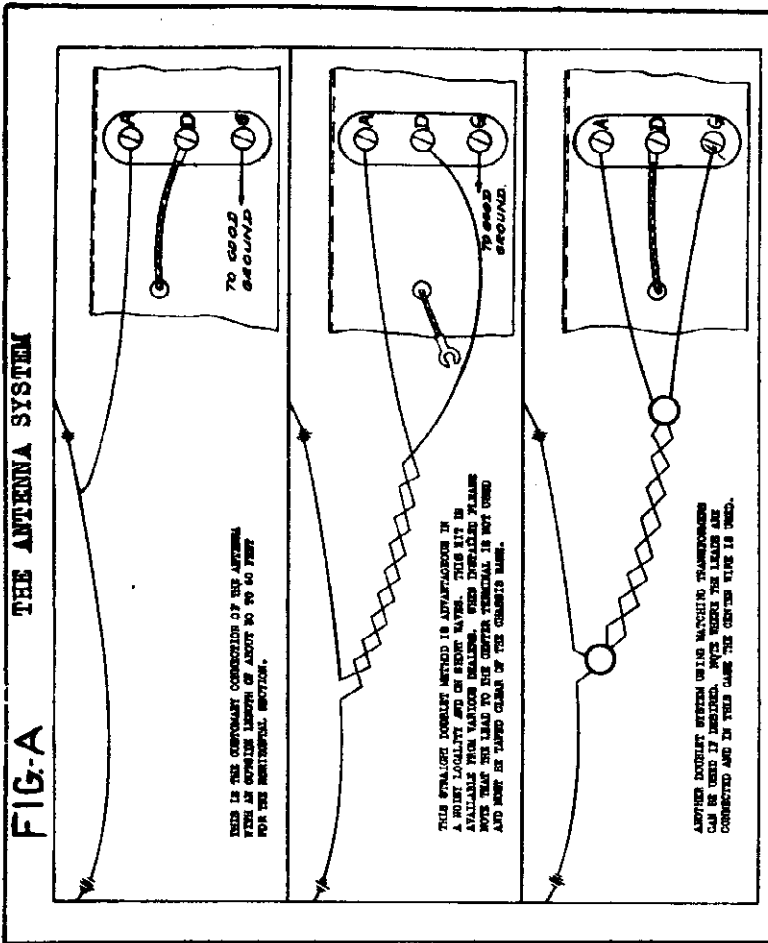 FIG.-A THE ANTENNA SYSTEM
A
D
G
TO GOOD
GROUND
THIS IS THE CUSTOMARY CONNECTION OF THE ANTENNA
WITH AN OUTSIDE LENGTH OF ABOUT 30 TO 60 FEET
FOR THE HORIZONTAL SECTION.
A
D
G
TO GOOD
GROUND.
THIS STRAIGHT DOUBLET METHOD IS ADVANTAGEOUS IN
A NOISY LOCALITY AND ON SHORT WAVES. THIS KIT IS
AVAILABLE FROM VARIOUS DEALERS. WHEN INSTALLED PLEASE
NOTE THAT THE LEAD TO THE CENTER TERMINAL IS NOT USED
AND MUST BE TAPED CLEAR OF THE CHASSIS BASE.
A
D
G
ANOTHER DOUBLET SYSTEM USING MATCHING TRANSFORMERS
CAN BE USED IF DESIRED. NOTE WHERE THE LEADS ARE
CONNECTED AND IN THIS CASE THE CENTER WIRE IS USED.